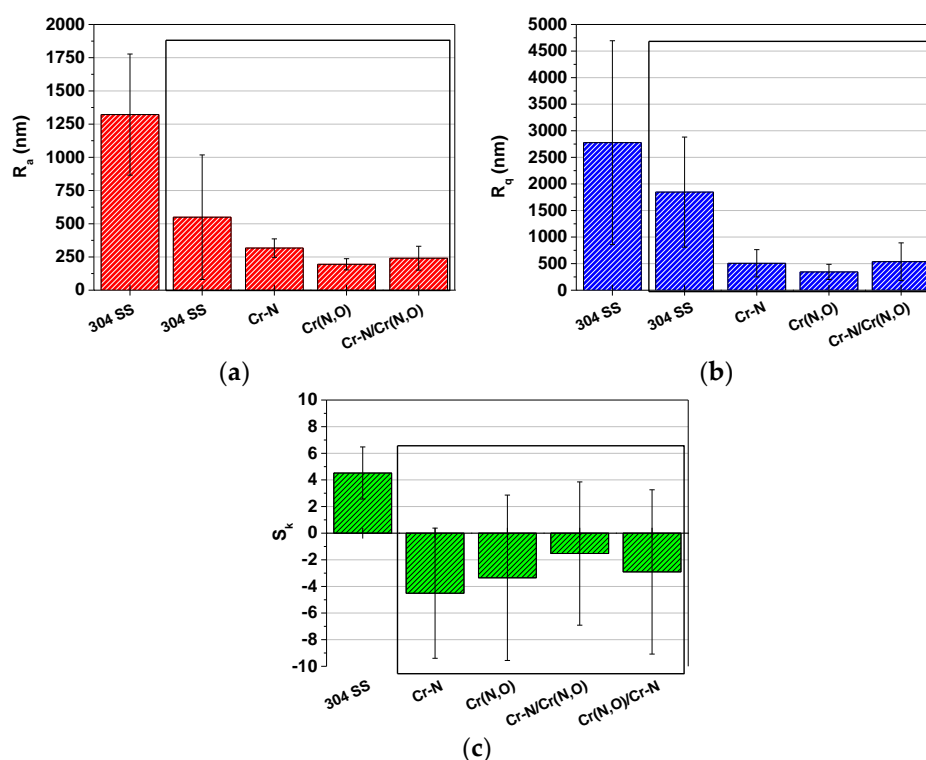 2000
1750
1500
1250
1000
750
500
250
0
R_a (nm)
304 SS
304 SS
Cr-N
Cr(N,O)
Cr-N/Cr(N,O)
(a)
5000
4500
4000
3500
3000
2500
2000
1500
1000
500
0
R_q (nm)
304 SS
304 SS
Cr-N
Cr(N,O)
Cr-N/Cr(N,O)
(b)
10
8
6
4
2
0
-2
-4
-6
-8
-10
S_k
304 SS
Cr-N
Cr(N,O)
Cr-N/Cr(N,O)
Cr(N,O)/Cr-N
(c)